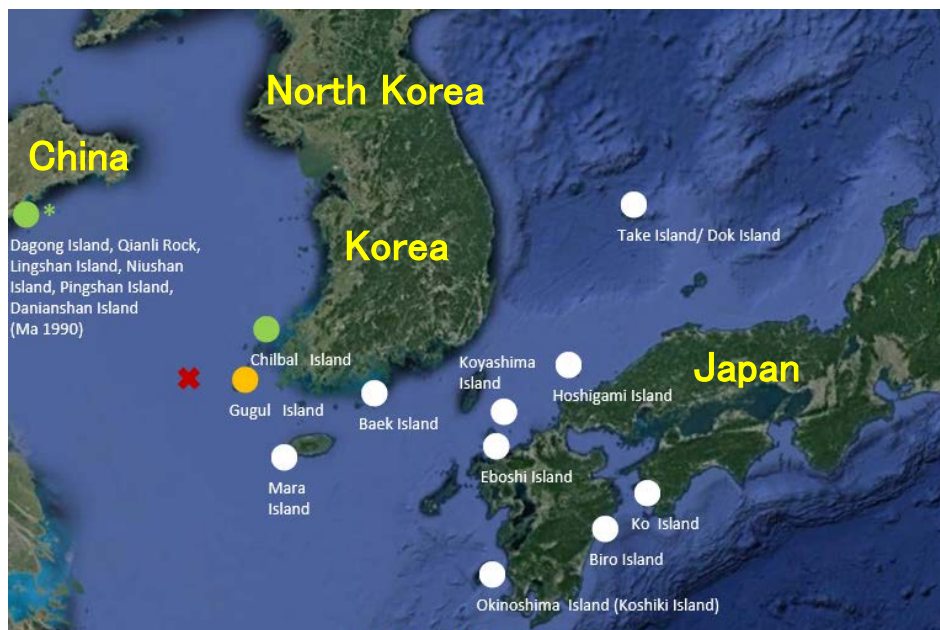 North Korea
China
Korea
*
Dagong Island, Qianli Rock,
Lingshan Island, Niushan
Island, Pingshan Island,
Danianshan Island
(Ma 1990)
Take Island/ Dok Island
Chilbal Island
Gugul Island
Baek Island
Mara
Island
Koyashima
Island
Hoshigami Island
Japan
Eboshi Island
Ko Island
Biro Island
Okinoshima Island (Koshiki Island)